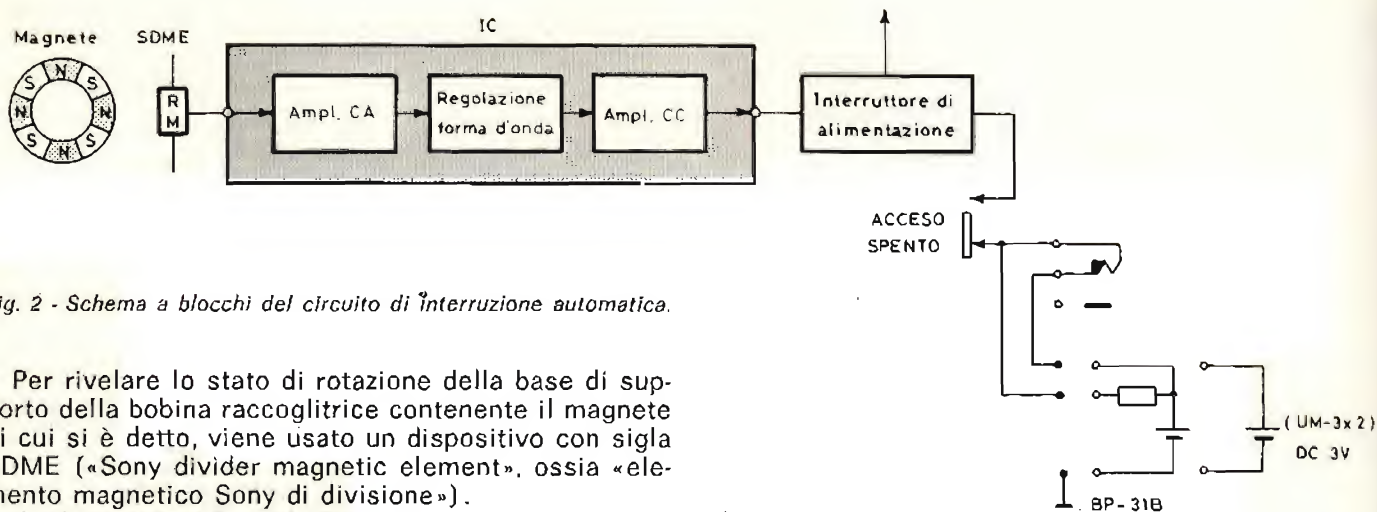 IC
Magnete
SDME
S N S N S N S N
R
M
Ampl. CA
Regolazione
forma d'onda
Ampl. CC
Interruttore di
alimentazione
ACCESO
SPENTO
ig. 2 - Schema a blocchi del circuito di interruzione automatica.
Per rivelare lo stato di rotazione della base di sup-
orto della bobina raccoglitrice contenente il magnete
i cui si è detto, viene usato un dispositivo con sigla
DME («Sony divider magnetic element», ossia «ele-
nento magnetico Sony di divisione»).
(UM-3x2)
DC 3V
BP-31B